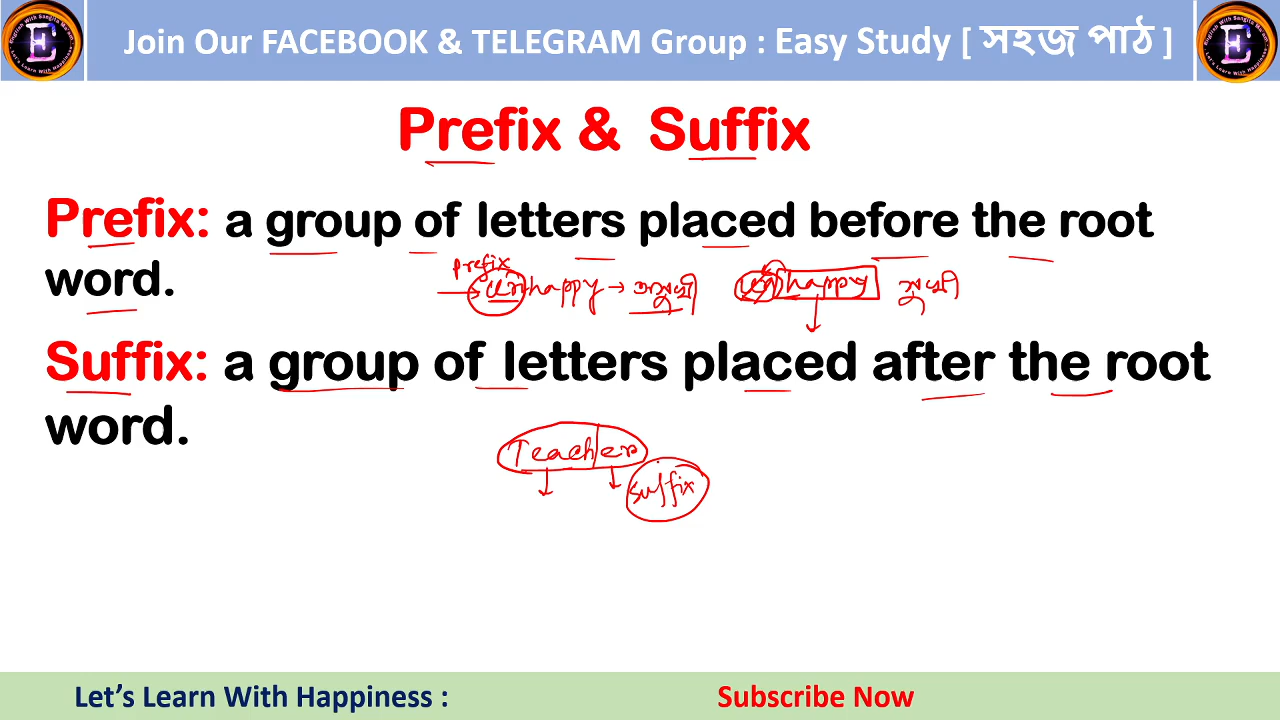 Join Our FACEBOOK & TELEGRAM Group : Easy Study [ সহজ পাঠ ]
Prefix & Suffix
Prefix: a group of letters placed before the root
word.
prefix
unhappy → অসুখী
unhappy সুখী
Suffix: a group of letters placed after the root
word.
Teacher
suffix
Let's Learn With Happiness :
Subscribe Now